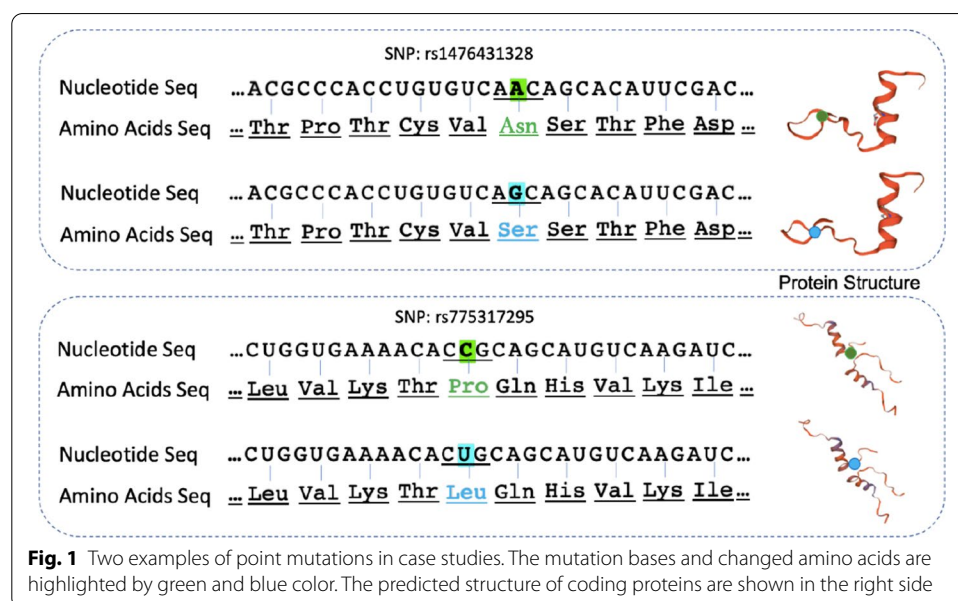 SNP: rs1476431328
Nucleotide Seq ...ACGCCCACCUGUGUCAACAGCACAUUCGAC...
Amino Acids Seq ... Thr Pro Thr Cys Val Asn Ser Thr Phe Asp ...
Nucleotide Seq ...ACGCCCACCUGUGUCAGCAGCACAUUCGAC...
Amino Acids Seq ... Thr Pro Thr Cys Val Ser Ser Thr Phe Asp...
Protein Structure
SNP: rs775317295
Nucleotide Seq ...CUGGUGAAAACACCGCAGCAUGUCAAGAUC...
Amino Acids Seq ... Leu Val Lys Thr Pro Gln His Val Lys Ile ...
Nucleotide Seq ...CUGGUGAAAACACUGCAGCAUGUCAAGAUC...
Amino Acids Seq ... Leu Val Lys Thr Leu Gln His Val Lys Ile...
Fig. 1 Two examples of point mutations in case studies. The mutation bases and changed amino acids are
highlighted by green and blue color. The predicted structure of coding proteins are shown in the right side